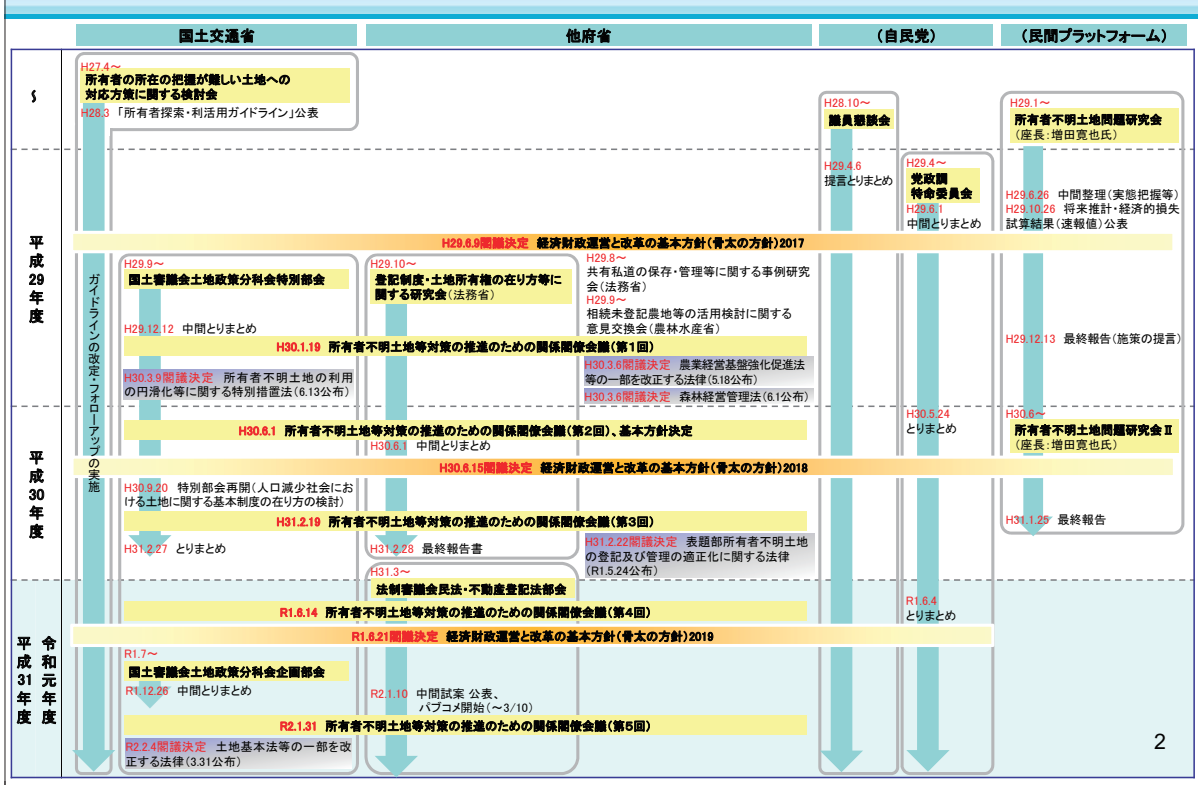 国土交通省
他府省
(自民党)
(民間プラットフォーム)
～
H27.4～
所有者の所在の把握が難しい土地への
対応方策に関する検討会
H28.3 「所有者探索・利活用ガイドライン」公表
H28.10～
議員懇談会
H29.1～
所有者不明土地問題研究会
(座長:増田寛也氏)
平成29年度
H29.4.6
提言とりまとめ
H29.4～
党政調
特命委員会
H29.6.1
中間とりまとめ
H29.6.26 中間整理(実態把握等)
H29.10.26 将来推計・経済的損失
試算結果(速報値)公表
H29.6.9閣議決定 経済財政運営と改革の基本方針(骨太の方針)2017
ガイドラインの改定・フォローアップの実施
H29.9～
国土審議会土地政策分科会特別部会
H29.12.12 中間とりまとめ
H29.10～
登記制度・土地所有権の在り方等に
関する研究会(法務省)
H29.8～
共有私道の保存・管理等に関する事例研究
会(法務省)
H29.9～
相続未登記農地等の活用検討に関する
意見交換会(農林水産省)
H29.12.13 最終報告(施策の提言)
H30.1.19 所有者不明土地等対策の推進のための関係閣僚会議(第1回)
H30.3.9閣議決定 所有者不明土地の利用
の円滑化等に関する特別措置法(6.13公布)
H30.3.6閣議決定 農業経営基盤強化促進法
等の一部を改正する法律(5.18公布)
H30.3.6閣議決定 森林経営管理法(6.1公布)
平成30年度
H30.5.24
とりまとめ
H30.6～
所有者不明土地問題研究会Ⅱ
(座長:増田寛也氏)
H30.6.1 所有者不明土地等対策の推進のための関係閣僚会議(第2回)、基本方針決定
H30.6.1 中間とりまとめ
H30.6.15閣議決定 経済財政運営と改革の基本方針(骨太の方針)2018
H30.9.20 特別部会再開(人口減少社会にお
ける土地に関する基本制度の在り方の検討)
H31.2.19 所有者不明土地等対策の推進のための関係閣僚会議(第3回)
H31.1.25 最終報告
H31.2.27 とりまとめ
H31.2.28 最終報告書
H31.2.22閣議決定 表題部所有者不明土地
の登記及び管理の適正化に関する法律
(R1.5.24公布)
平成31年度
令和元年度
H31.3～
法制審議会民法・不動産登記法部会
R1.6.4
とりまとめ
R1.6.14 所有者不明土地等対策の推進のための関係閣僚会議(第4回)
R1.6.21閣議決定 経済財政運営と改革の基本方針(骨太の方針)2019
R1.7～
国土審議会土地政策分科会企画部会
R1.12.26 中間とりまとめ
R2.1.10 中間試案 公表、
パブコメ開始(～3/10)
R2.1.31 所有者不明土地等対策の推進のための関係閣僚会議(第5回)
R2.2.4閣議決定 土地基本法等の一部を改
正する法律(3.31公布)
2